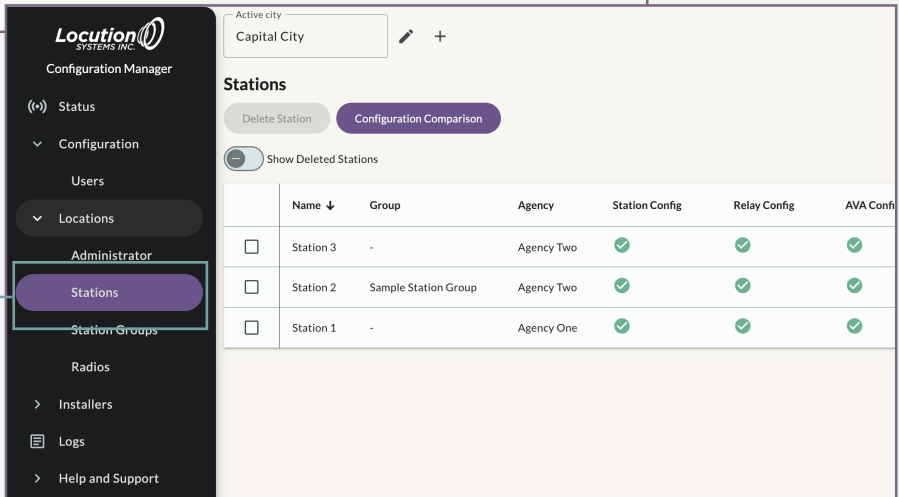 Locution
SYSTEMS INC.
Configuration Manager
Status
Configuration
Users
Locations
Administrator
Stations
Station Groups
Radios
Installers
Logs
Help and Support
Active city
Capital City
Stations
Delete Station
Configuration Comparison
Show Deleted Stations
Name Group Agency Station Config Relay Config AVA Confi
Station 3 - Agency Two
Station 2 Sample Station Group Agency Two
Station 1 - Agency One